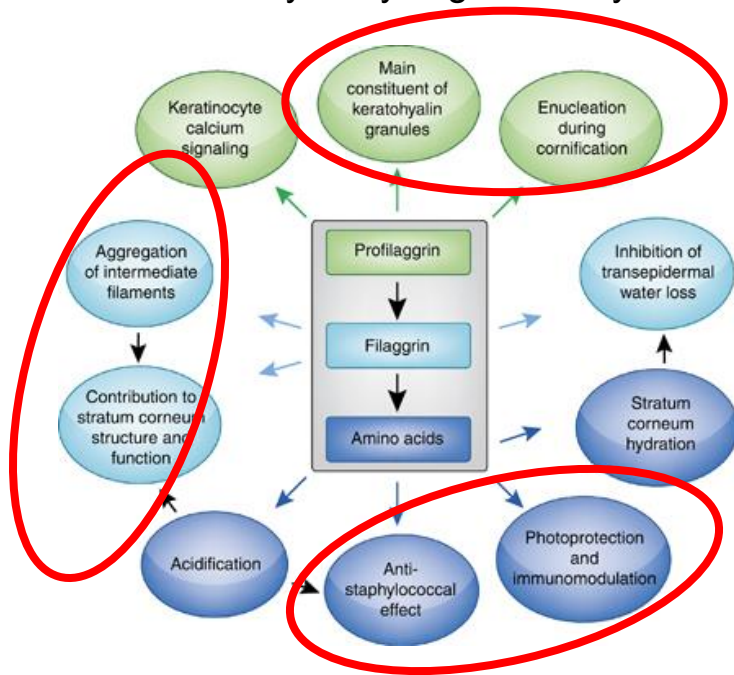 Keratinocyte
calcium
signaling
Main
constituent of
keratohyalin
granules
Enucleation
during
cornification
Aggregation
of intermediate
filaments
Profilaggrin
Inhibition of
transepidermal
water loss
Filaggrin
Contribution to
stratum corneum
structure and
function
Amino acids
Stratum
corneum
hydration
Acidification
Anti-
staphylococcal
effect
Photoprotection
and
immunomodulation